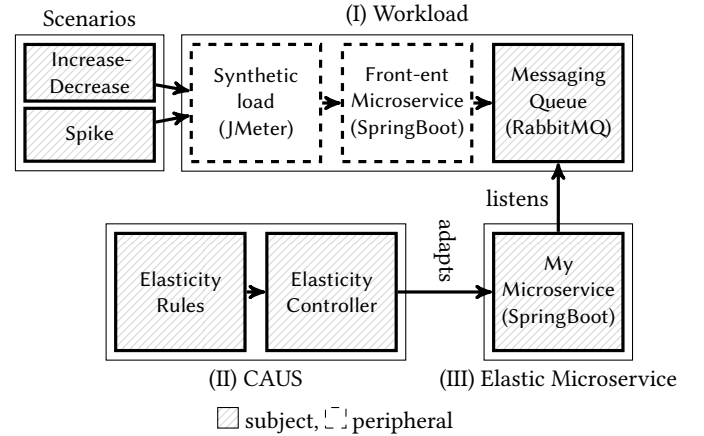 Scenarios
(I) Workload
Increase-
Decrease
Spike
Synthetic
load
(JMeter)
Front-ent
Microservice
(SpringBoot)
Messaging
Queue
(RabbitMQ)
listens
adapts
Elasticity
Rules
Elasticity
Controller
My
Microservice
(SpringBoot)
(II) CAUS
(III) Elastic Microservice
subject, peripheral